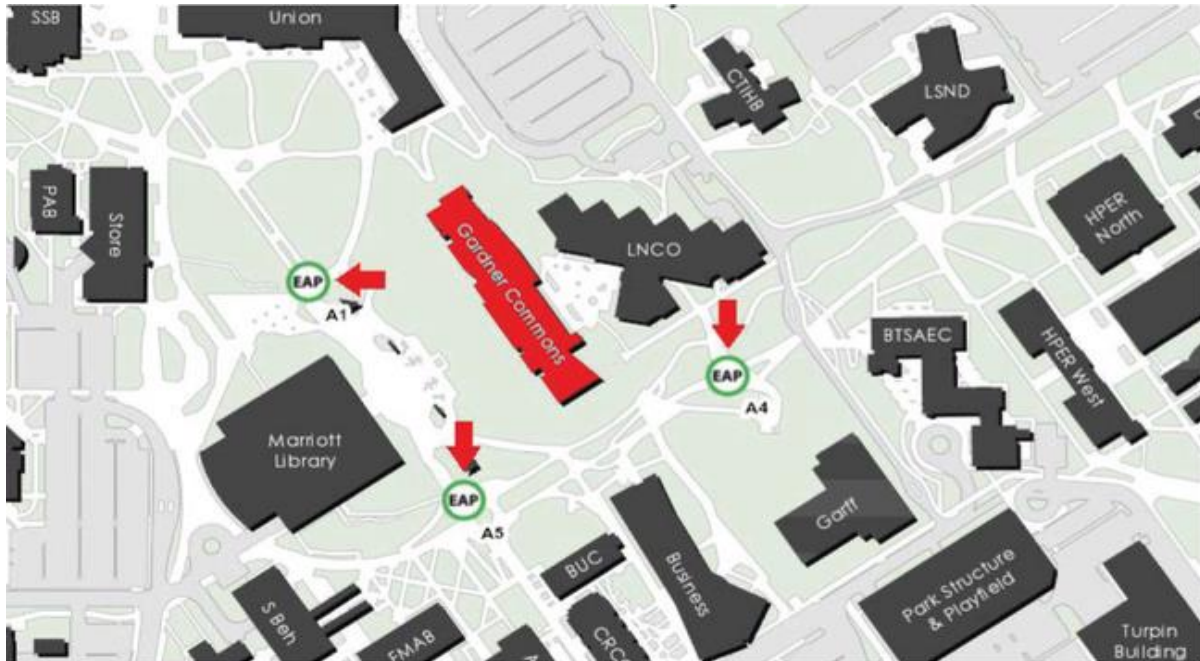 SSB
Union
CTIHB
LSND
PAB
Store
HPER
North
Gardner Commons
LNCO
EAP
A1
BTSAEC
HPER West
EAP
A4
Marriott
Library
EAP
A5
Garff
BUC
Business
Park Structure
& Playfield
S Beh
FMAB
CRCC
Turpin
Building